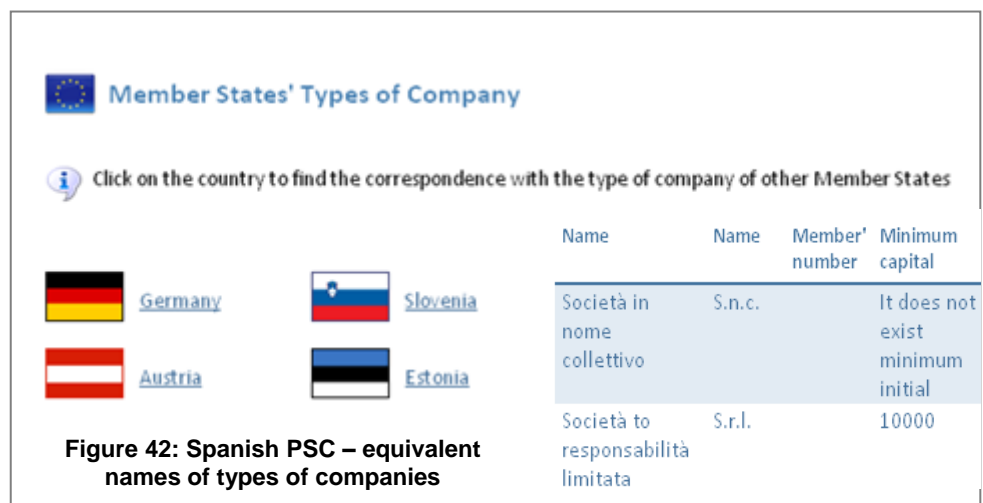 Member States' Types of Company
Click on the country to find the correspondence with the type of company of other Member States
Germany
Slovenia
Austria
Estonia
Figure 42: Spanish PSC – equivalent
names of types of companies
Name Name Member' Minimum
number capital
Società in S.n.c. It does not
nome exist
collettivo minimum
initial
Società to S.r.l. 10000
responsabilità
limitata